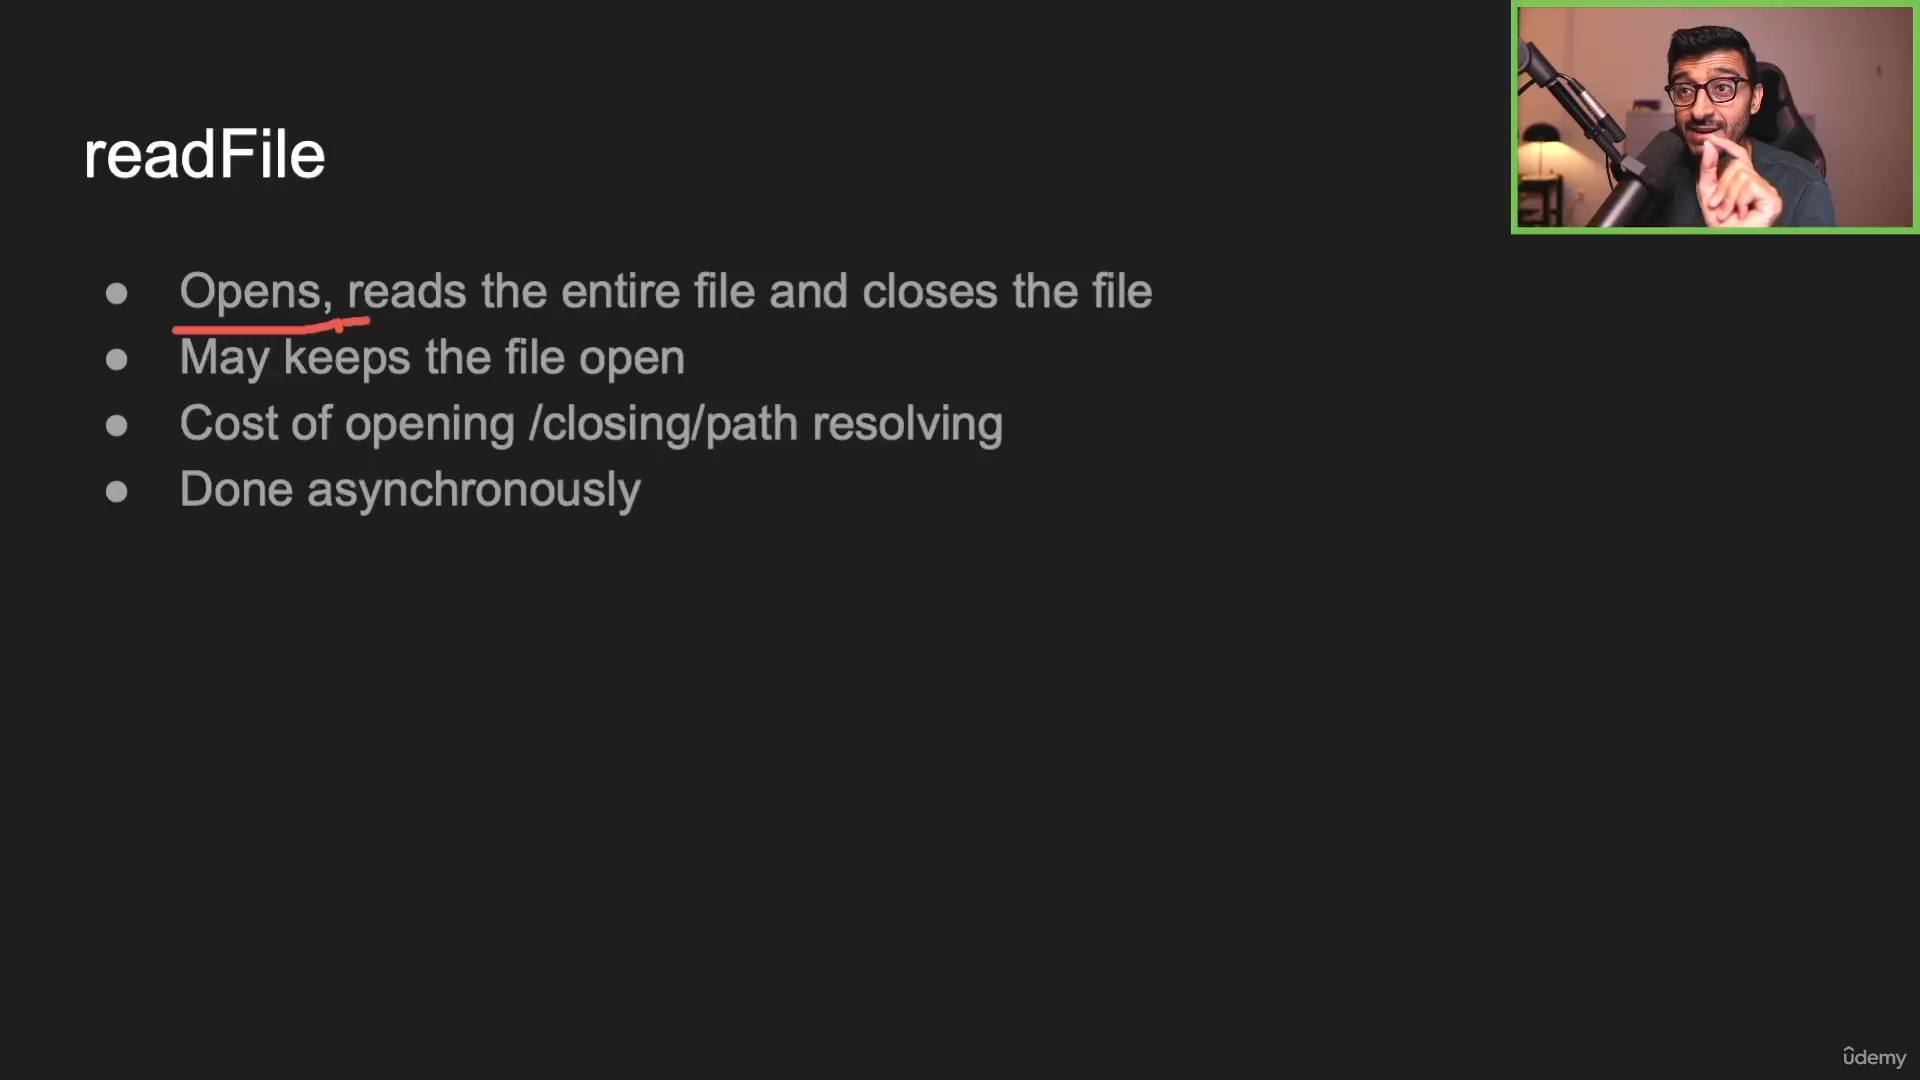 readFile
● Opens, reads the entire file and closes the file
● May keeps the file open
● Cost of opening /closing/path resolving
● Done asynchronously
ûdemy